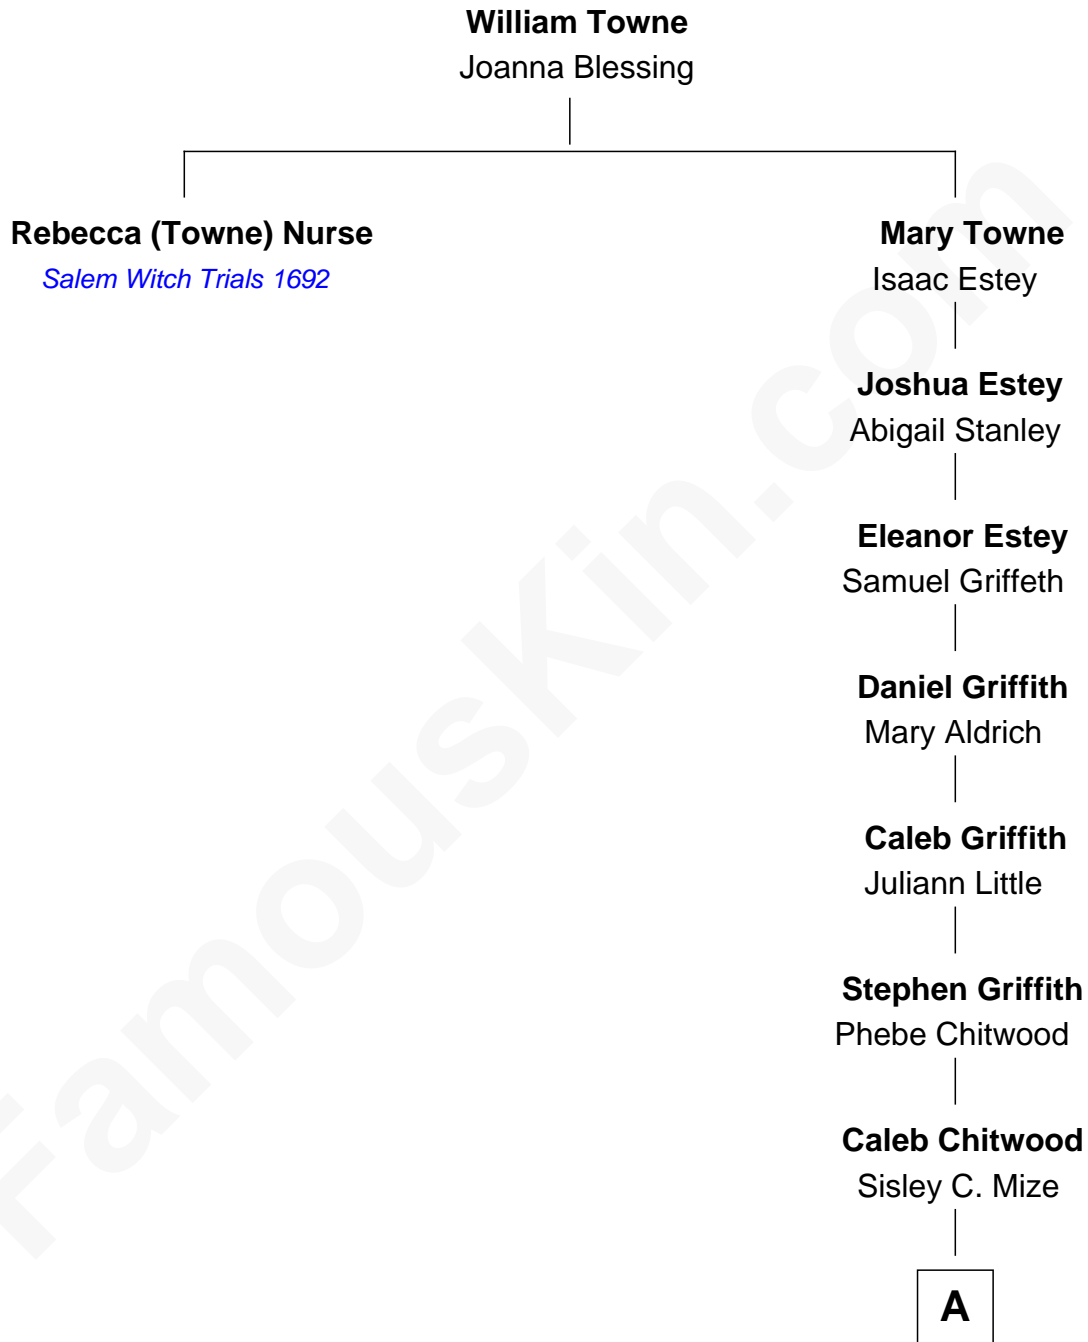 William Towne
Joanna Blessing
Rebecca (Towne) Nurse
Salem Witch Trials 1692
Mary Towne
Isaac Estey
Joshua Estey
Abigail Stanley
Eleanor Estey
Samuel Griffeth
Daniel Griffith
Mary Aldrich
Caleb Griffith
Juliann Little
Stephen Griffith
Phebe Chitwood
Caleb Chitwood
Sisley C. Mize
A
FamousKin.com